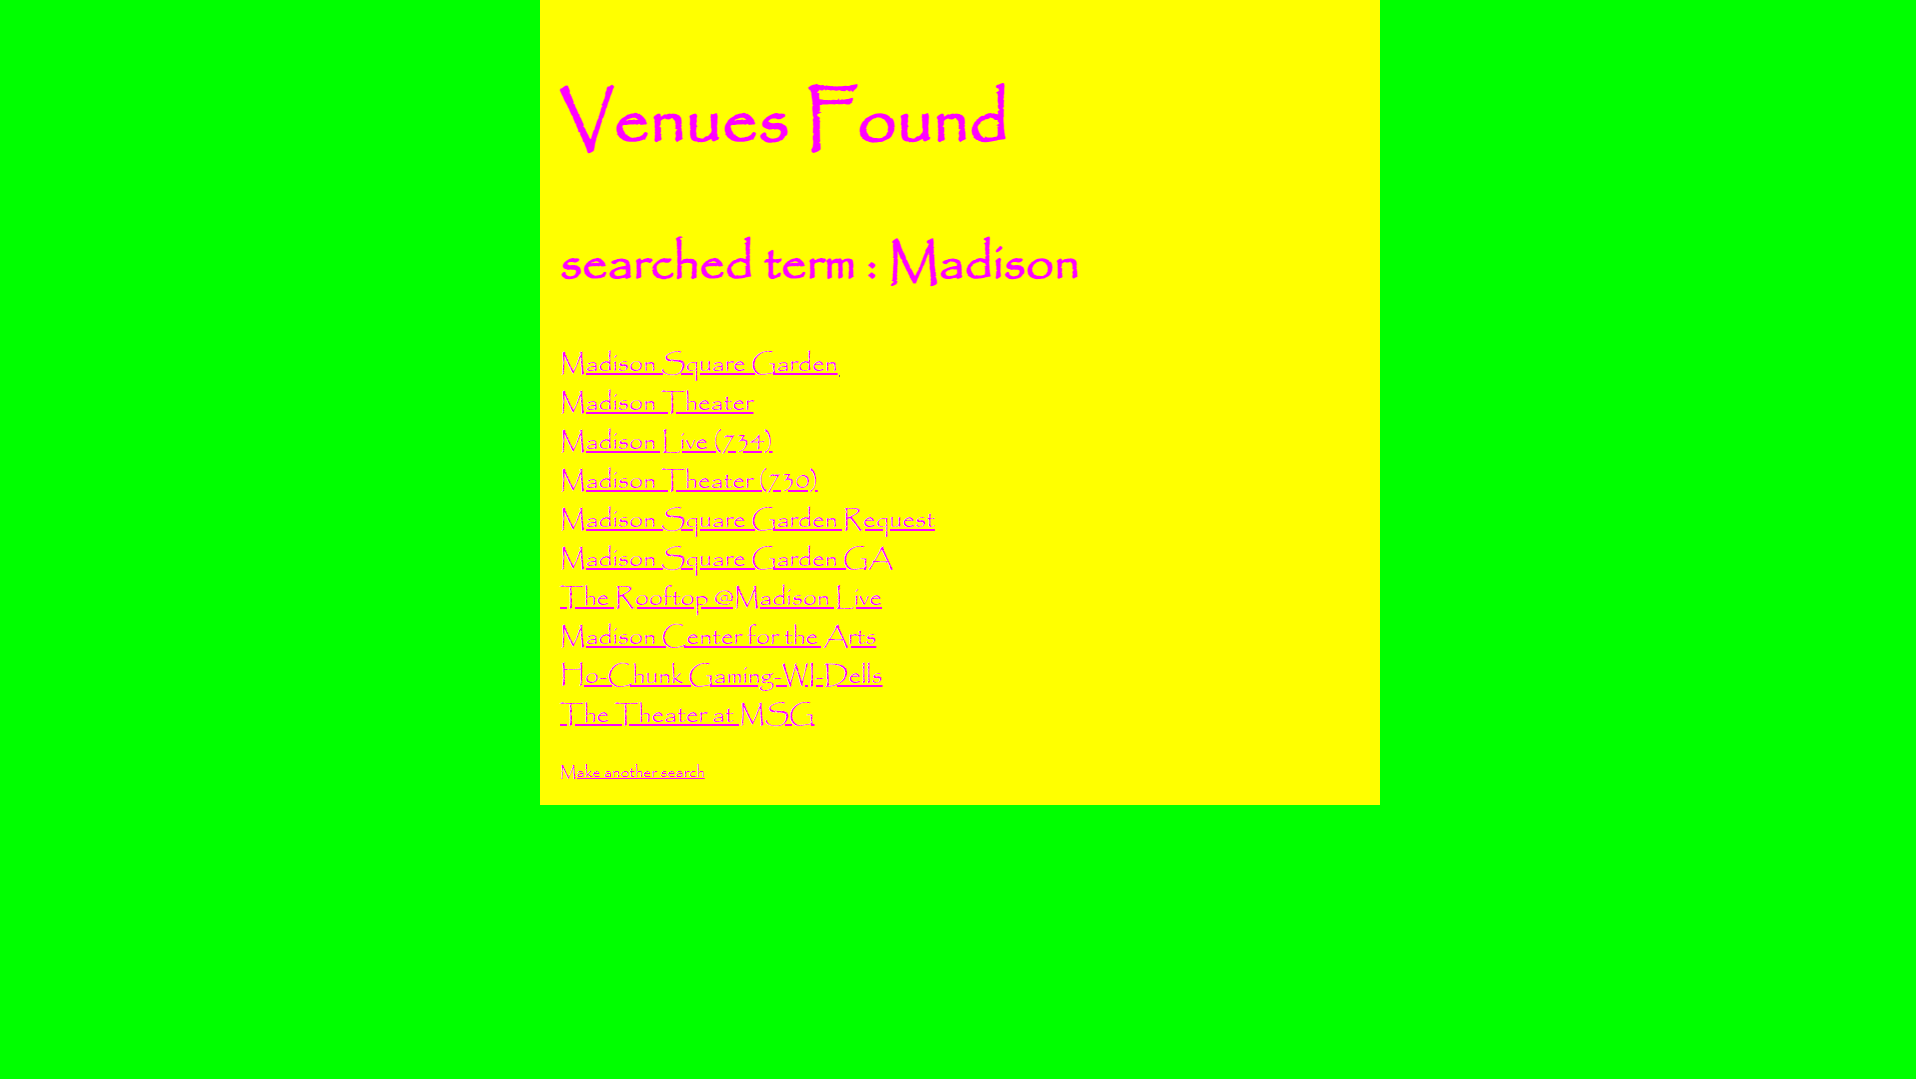 Venues Found
searched term : Madison
Madison Square Garden
Madison Theater
Madison Live (734)
Madison Theater (730)
Madison Square Garden Request
Madison Square Garden GA
The Rooftop @Madison Live
Madison Center for the Arts
Ho-Chunk Gaming-WI-Dells
The Theater at MSG
Make another search